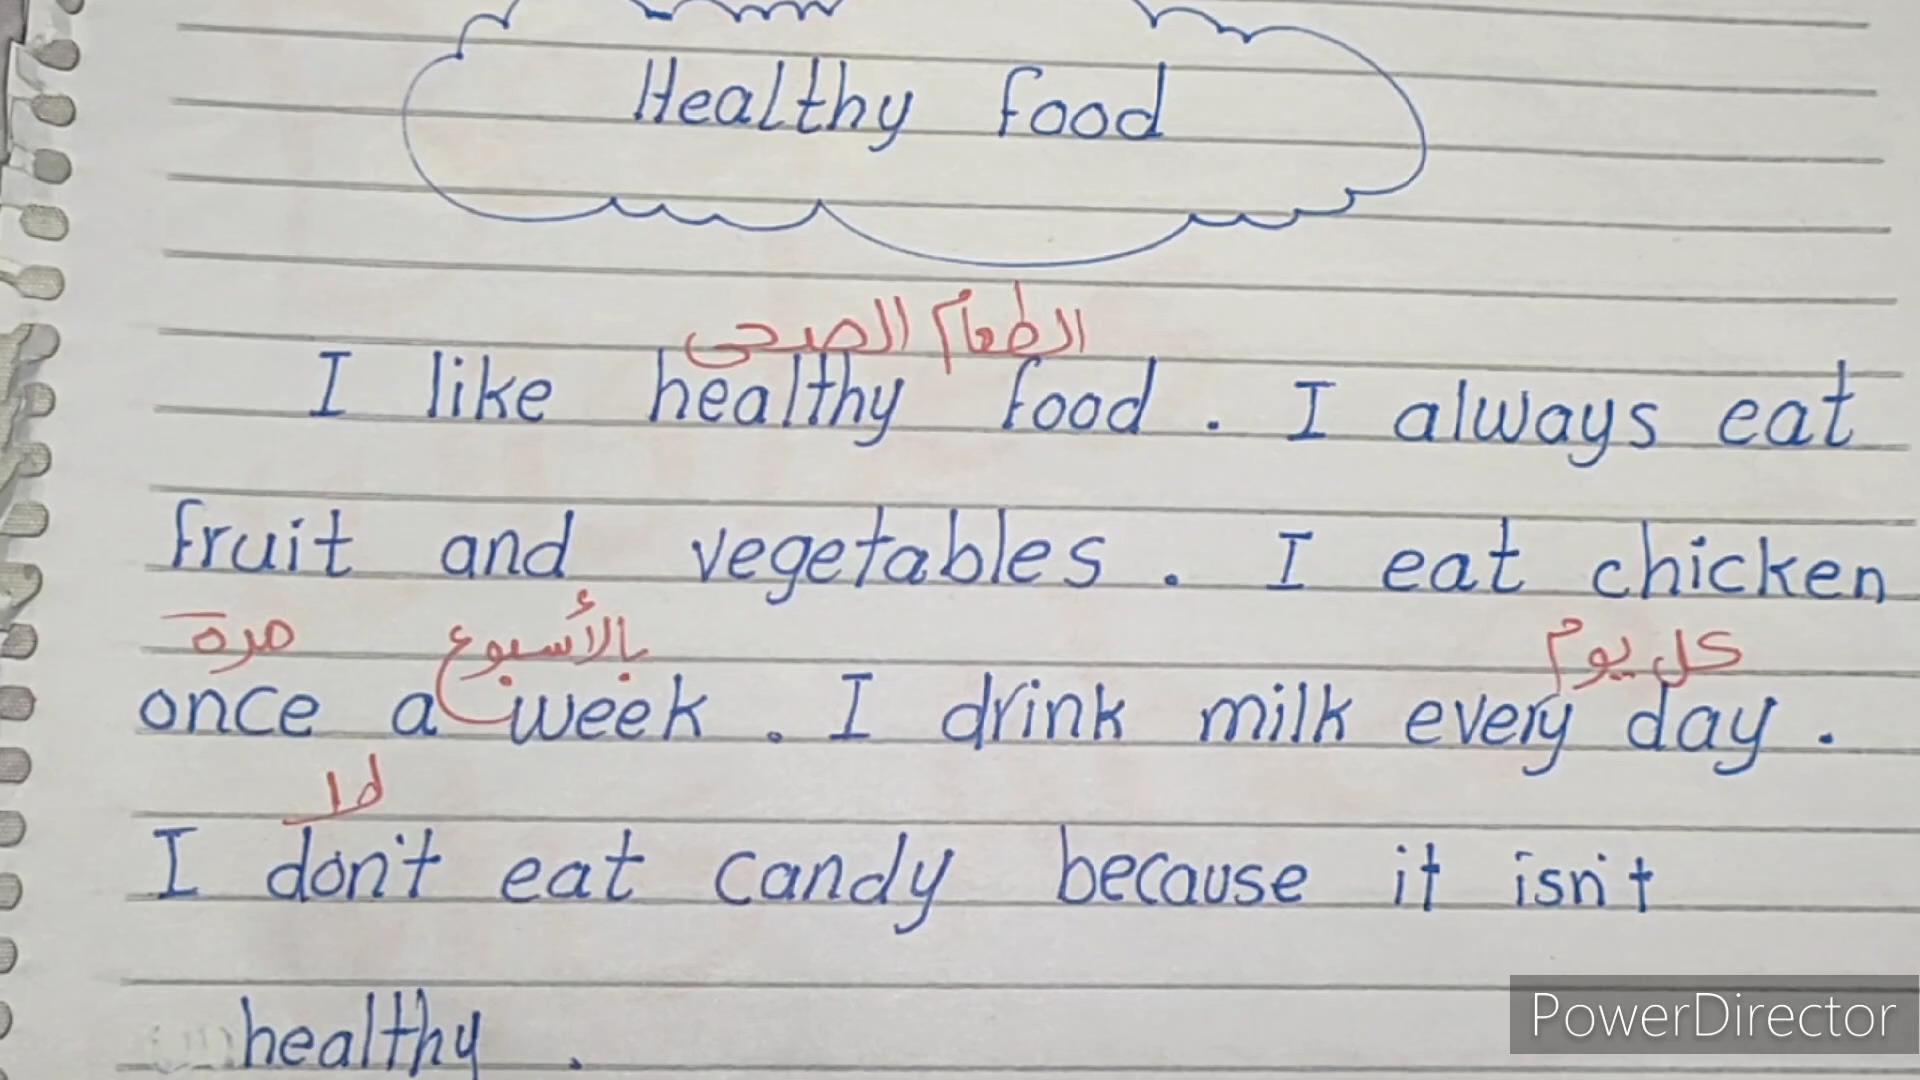 Healthy food
الطعام الصحى
I like healthy food . I always eat
fruit and vegetables . I eat chicken
مرة بالأسبوع كل يوم
once a week . I drink milk every day .
لا
I don't eat candy because it isn't
healthy .
PowerDirector